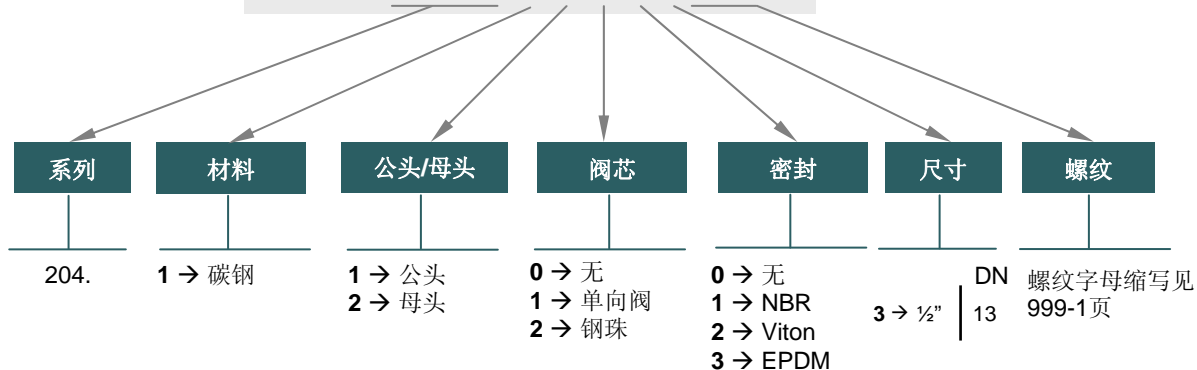 系列
材料
公头/母头
阀芯
密封
尺寸
螺纹
204.
1 → 碳钢
1 → 公头
2 → 母头
0 → 无
1 → 单向阀
2 → 钢珠
0 → 无
1 → NBR
2 → Viton
3 → EPDM
DN
3 → ½” 13
螺纹字母缩写见
999-1页